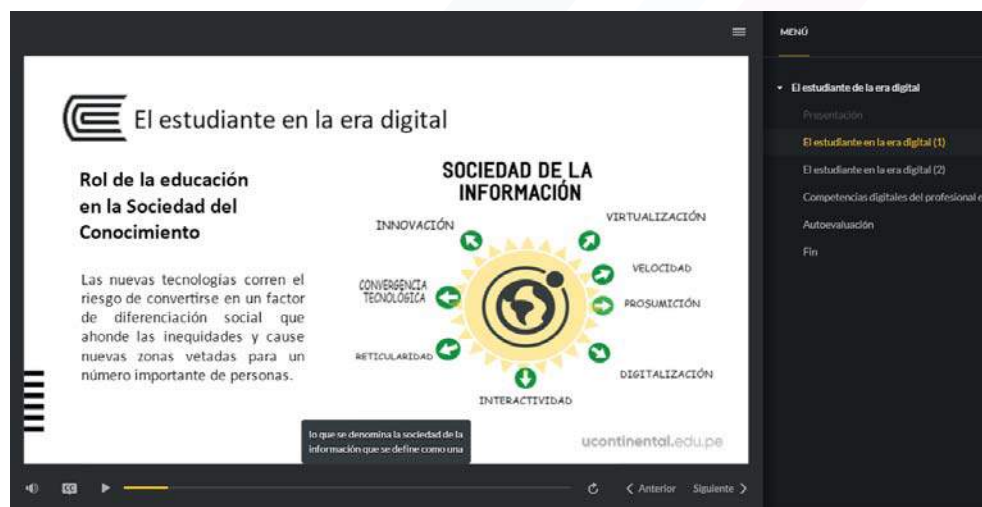 El estudiante en la era digital
Rol de la educación
en la Sociedad del
Conocimiento
Las nuevas tecnologías corren el
riesgo de convertirse en un factor
de diferenciación social que
ahonde las inequidades y cause
nuevas zonas vetadas para un
número importante de personas.
SOCIEDAD DE LA
INFORMACIÓN
INNOVACIÓN
VIRTUALIZACIÓN
VELOCIDAD
CONVERGENCIA
TECNOLÓGICA
PROSUMICIÓN
RETICULARIDAD
DIGITALIZACIÓN
INTERACTIVIDAD
lo que se denomina la sociedad de la
información que se define como una
ucontinental.edu.pe
CC
Anterior
Siguiente
MENÚ
El estudiante de la era digital
Presentación
El estudiante en la era digital (1)
El estudiante en la era digital (2)
Competencias digitales del profesional e
Autoevaluación
Fin